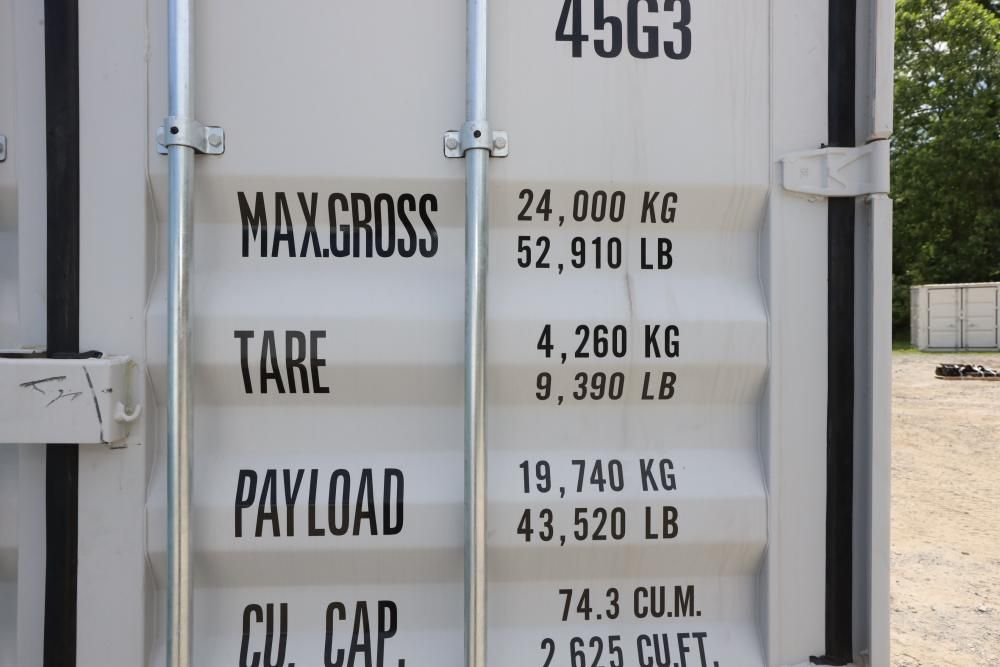 45G3
MAX.GROSS 24,000 KG
52,910 LB
TARE 4,260 KG
9,390 LB
PAYLOAD 19,740 KG
43,520 LB
CU. CAP. 74.3 CU.M.
2,625 CU.FT.